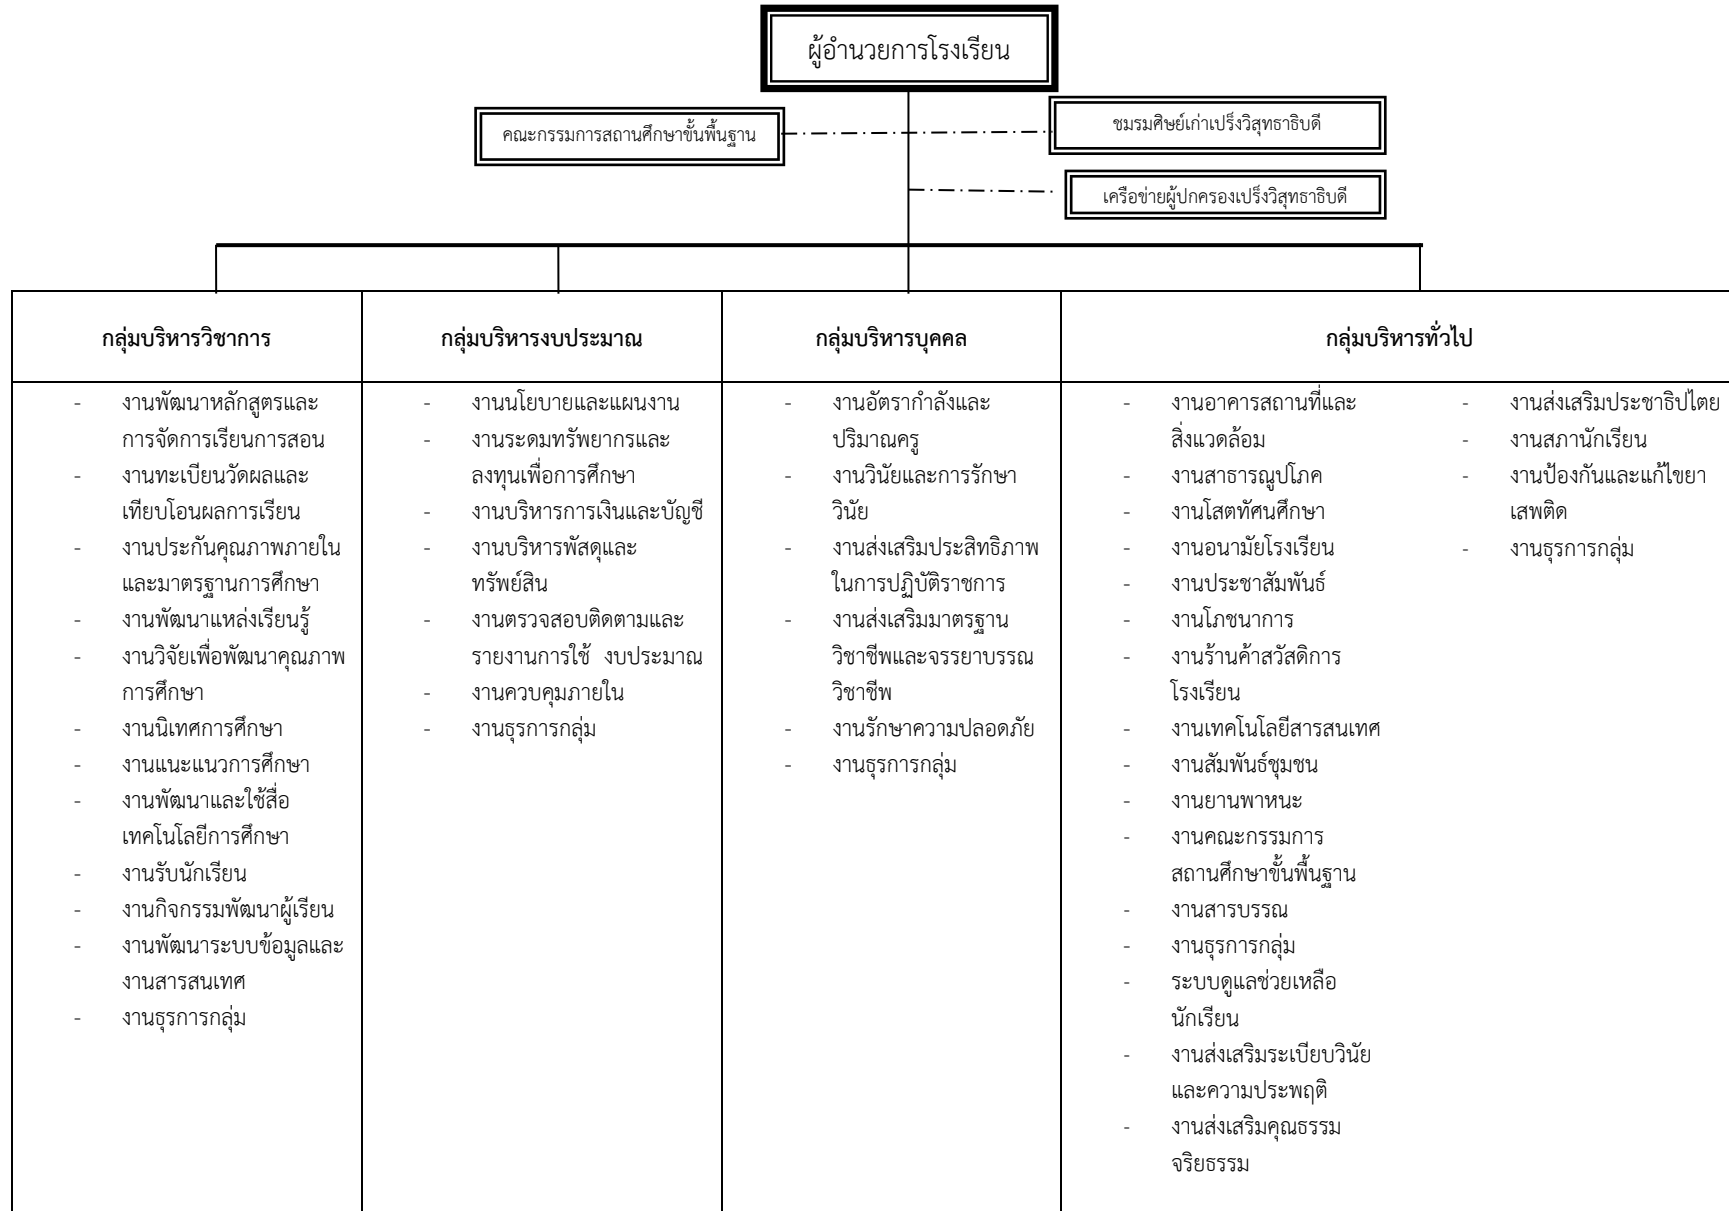 ผู้อำนวยการโรงเรียน
คณะกรรมการสถานศึกษาขั้นพื้นฐาน
ชมรมศิษย์เก่าเปร็งวิสุทธาธิบดี
เครือข่ายผู้ปกครองเปร็งวิสุทธาธิบดี
กลุ่มบริหารวิชาการ
- งานพัฒนาหลักสูตรและ
การจัดการเรียนการสอน
- งานทะเบียนวัดผลและ
เทียบโอนผลการเรียน
- งานประกันคุณภาพภายใน
และมาตรฐานการศึกษา
- งานพัฒนาแหล่งเรียนรู้
- งานวิจัยเพื่อพัฒนาคุณภาพ
การศึกษา
- งานนิเทศการศึกษา
- งานแนะแนวการศึกษา
- งานพัฒนาและใช้สื่อ
เทคโนโลยีการศึกษา
- งานรับนักเรียน
- งานกิจกรรมพัฒนาผู้เรียน
- งานพัฒนาระบบข้อมูลและ
งานสารสนเทศ
- งานธุรการกลุ่ม
กลุ่มบริหารงบประมาณ
- งานนโยบายและแผนงาน
- งานระดมทรัพยากรและ
ลงทุนเพื่อการศึกษา
- งานบริหารการเงินและบัญชี
- งานบริหารพัสดุและ
ทรัพย์สิน
- งานตรวจสอบติดตามและ
รายงานการใช้ งบประมาณ
- งานควบคุมภายใน
- งานธุรการกลุ่ม
กลุ่มบริหารบุคคล
- งานอัตรากำลังและ
ปริมาณครู
- งานวินัยและการรักษา
วินัย
- งานส่งเสริมประสิทธิภาพ
ในการปฏิบัติราชการ
- งานส่งเสริมมาตรฐาน
วิชาชีพและจรรยาบรรณ
วิชาชีพ
- งานรักษาความปลอดภัย
- งานธุรการกลุ่ม
กลุ่มบริหารทั่วไป
- งานอาคารสถานที่และ
สิ่งแวดล้อม
- งานสาธารณูปโภค
- งานโสตทัศนศึกษา
- งานอนามัยโรงเรียน
- งานประชาสัมพันธ์
- งานโภชนาการ
- งานร้านค้าสวัสดิการ
โรงเรียน
- งานเทคโนโลยีสารสนเทศ
- งานสัมพันธ์ชุมชน
- งานยานพาหนะ
- งานคณะกรรมการ
สถานศึกษาขั้นพื้นฐาน
- งานสารบรรณ
- งานธุรการกลุ่ม
- ระบบดูแลช่วยเหลือ
นักเรียน
- งานส่งเสริมระเบียบวินัย
และความประพฤติ
- งานส่งเสริมคุณธรรม
จริยธรรม
- งานส่งเสริมประชาธิปไตย
- งานสภานักเรียน
- งานป้องกันและแก้ไขยา
เสพติด
- งานธุรการกลุ่ม